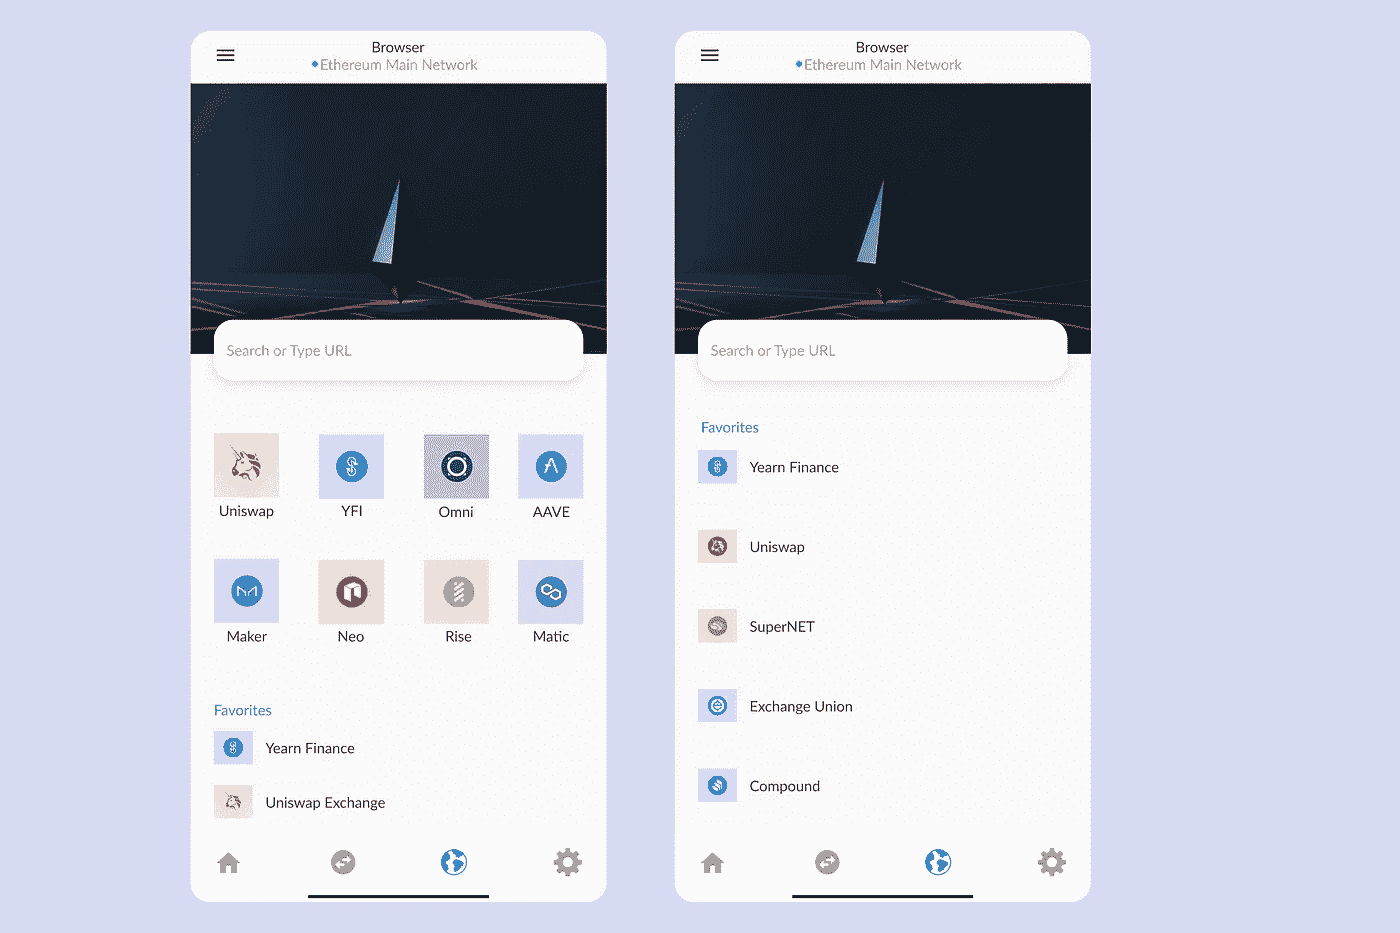 Browser
Ethereum Main Network
Search or Type URL
Uniswap
YFI
Omni
AAVE
Maker
Neo
Rise
Matic
Favorites
Yearn Finance
Uniswap Exchange
Browser
Ethereum Main Network
Search or Type URL
Favorites
Yearn Finance
Uniswap
SuperNET
Exchange Union
Compound